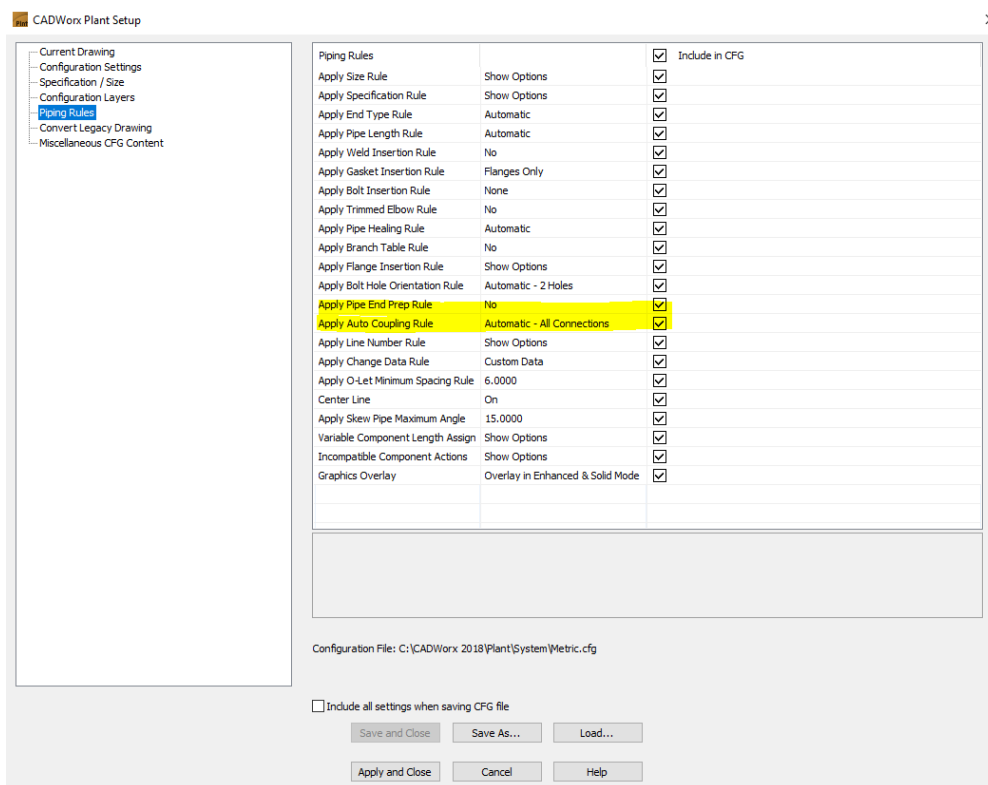 Plnt CADWorx Plant Setup
Current Drawing
Configuration Settings
Specification / Size
Configuration Layers
Piping Rules
Convert Legacy Drawing
Miscellaneous CFG Content
Piping Rules Include in CFG
Apply Size Rule Show Options
Apply Specification Rule Show Options
Apply End Type Rule Automatic
Apply Pipe Length Rule Automatic
Apply Weld Insertion Rule No
Apply Gasket Insertion Rule Flanges Only
Apply Bolt Insertion Rule None
Apply Trimmed Elbow Rule No
Apply Pipe Healing Rule Automatic
Apply Branch Table Rule No
Apply Flange Insertion Rule Show Options
Apply Bolt Hole Orientation Rule Automatic - 2 Holes
Apply Pipe End Prep Rule No
Apply Auto Coupling Rule Automatic - All Connections
Apply Line Number Rule Show Options
Apply Change Data Rule Custom Data
Apply O-Let Minimum Spacing Rule 6.0000
Center Line On
Apply Skew Pipe Maximum Angle 15.0000
Variable Component Length Assign Show Options
Incompatible Component Actions Show Options
Graphics Overlay Overlay in Enhanced & Solid Mode
Configuration File: C:\CADWorx 2018\Plant\System\Metric.cfg
Include all settings when saving CFG file
Save and Close Save As... Load...
Apply and Close Cancel Help